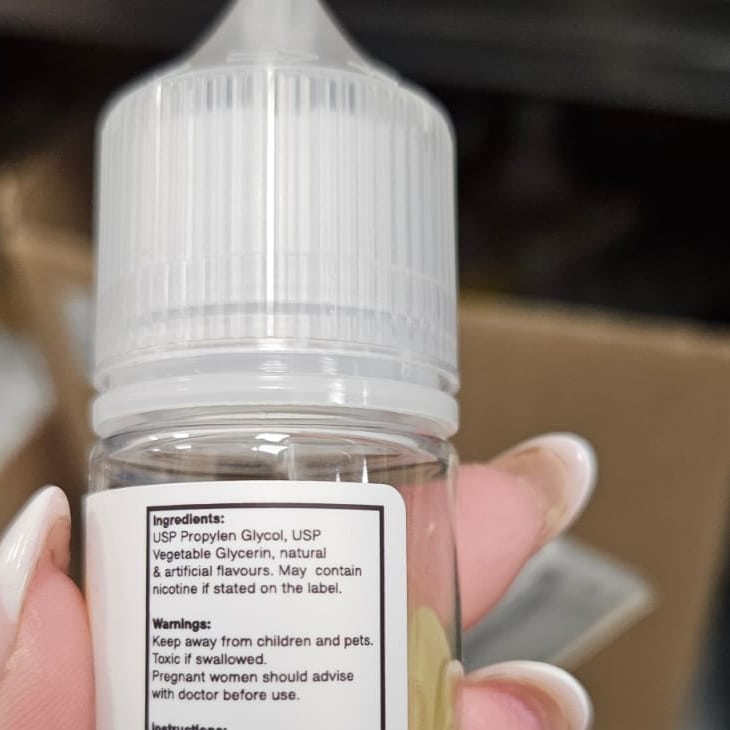 Ingredients:
USP Propylen Glycol, USP
Vegetable Glycerin, natural
& artificial flavours. May contain
nicotine if stated on the label.
Warnings:
Keep away from children and pets.
Toxic if swallowed.
Pregnant women should advise
with doctor before use.
Instructions: